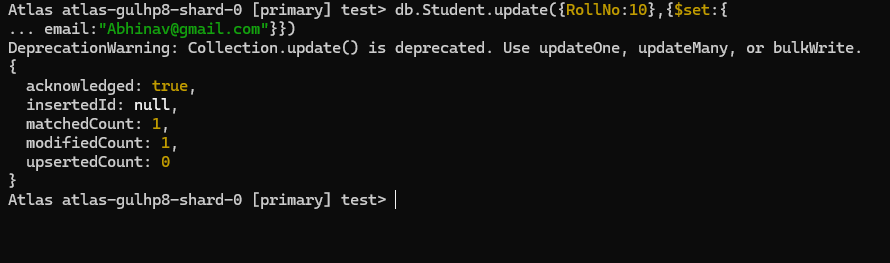 Atlas atlas-gulhp8-shard-0 [primary] test> db.Student.update({RollNo:10},{$set:{
... email:"Abhinav@gmail.com"}})
DeprecationWarning: Collection.update() is deprecated. Use updateOne, updateMany, or bulkWrite.
{
  acknowledged: true,
  insertedId: null,
  matchedCount: 1,
  modifiedCount: 1,
  upsertedCount: 0
}
Atlas atlas-gulhp8-shard-0 [primary] test>